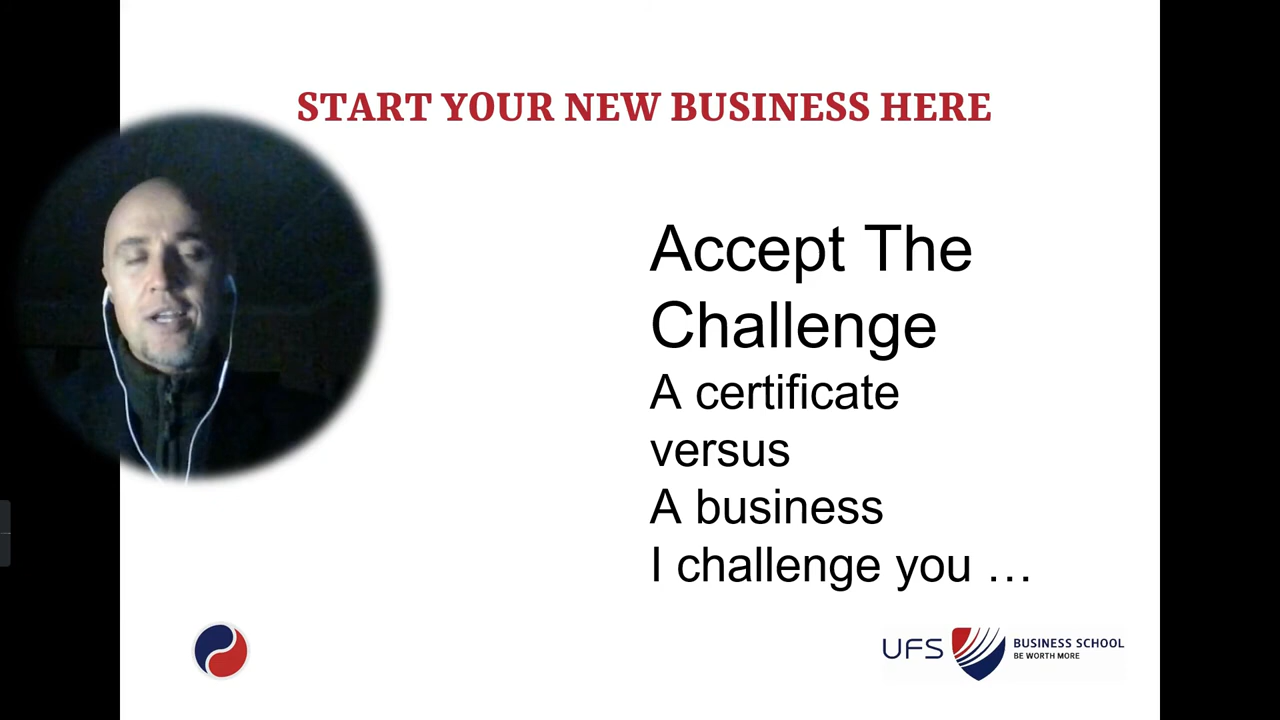 START YOUR NEW BUSINESS HERE
Accept The
Challenge
A certificate
versus
A business
I challenge you …
UFS
BUSINESS SCHOOL
BE WORTH MORE